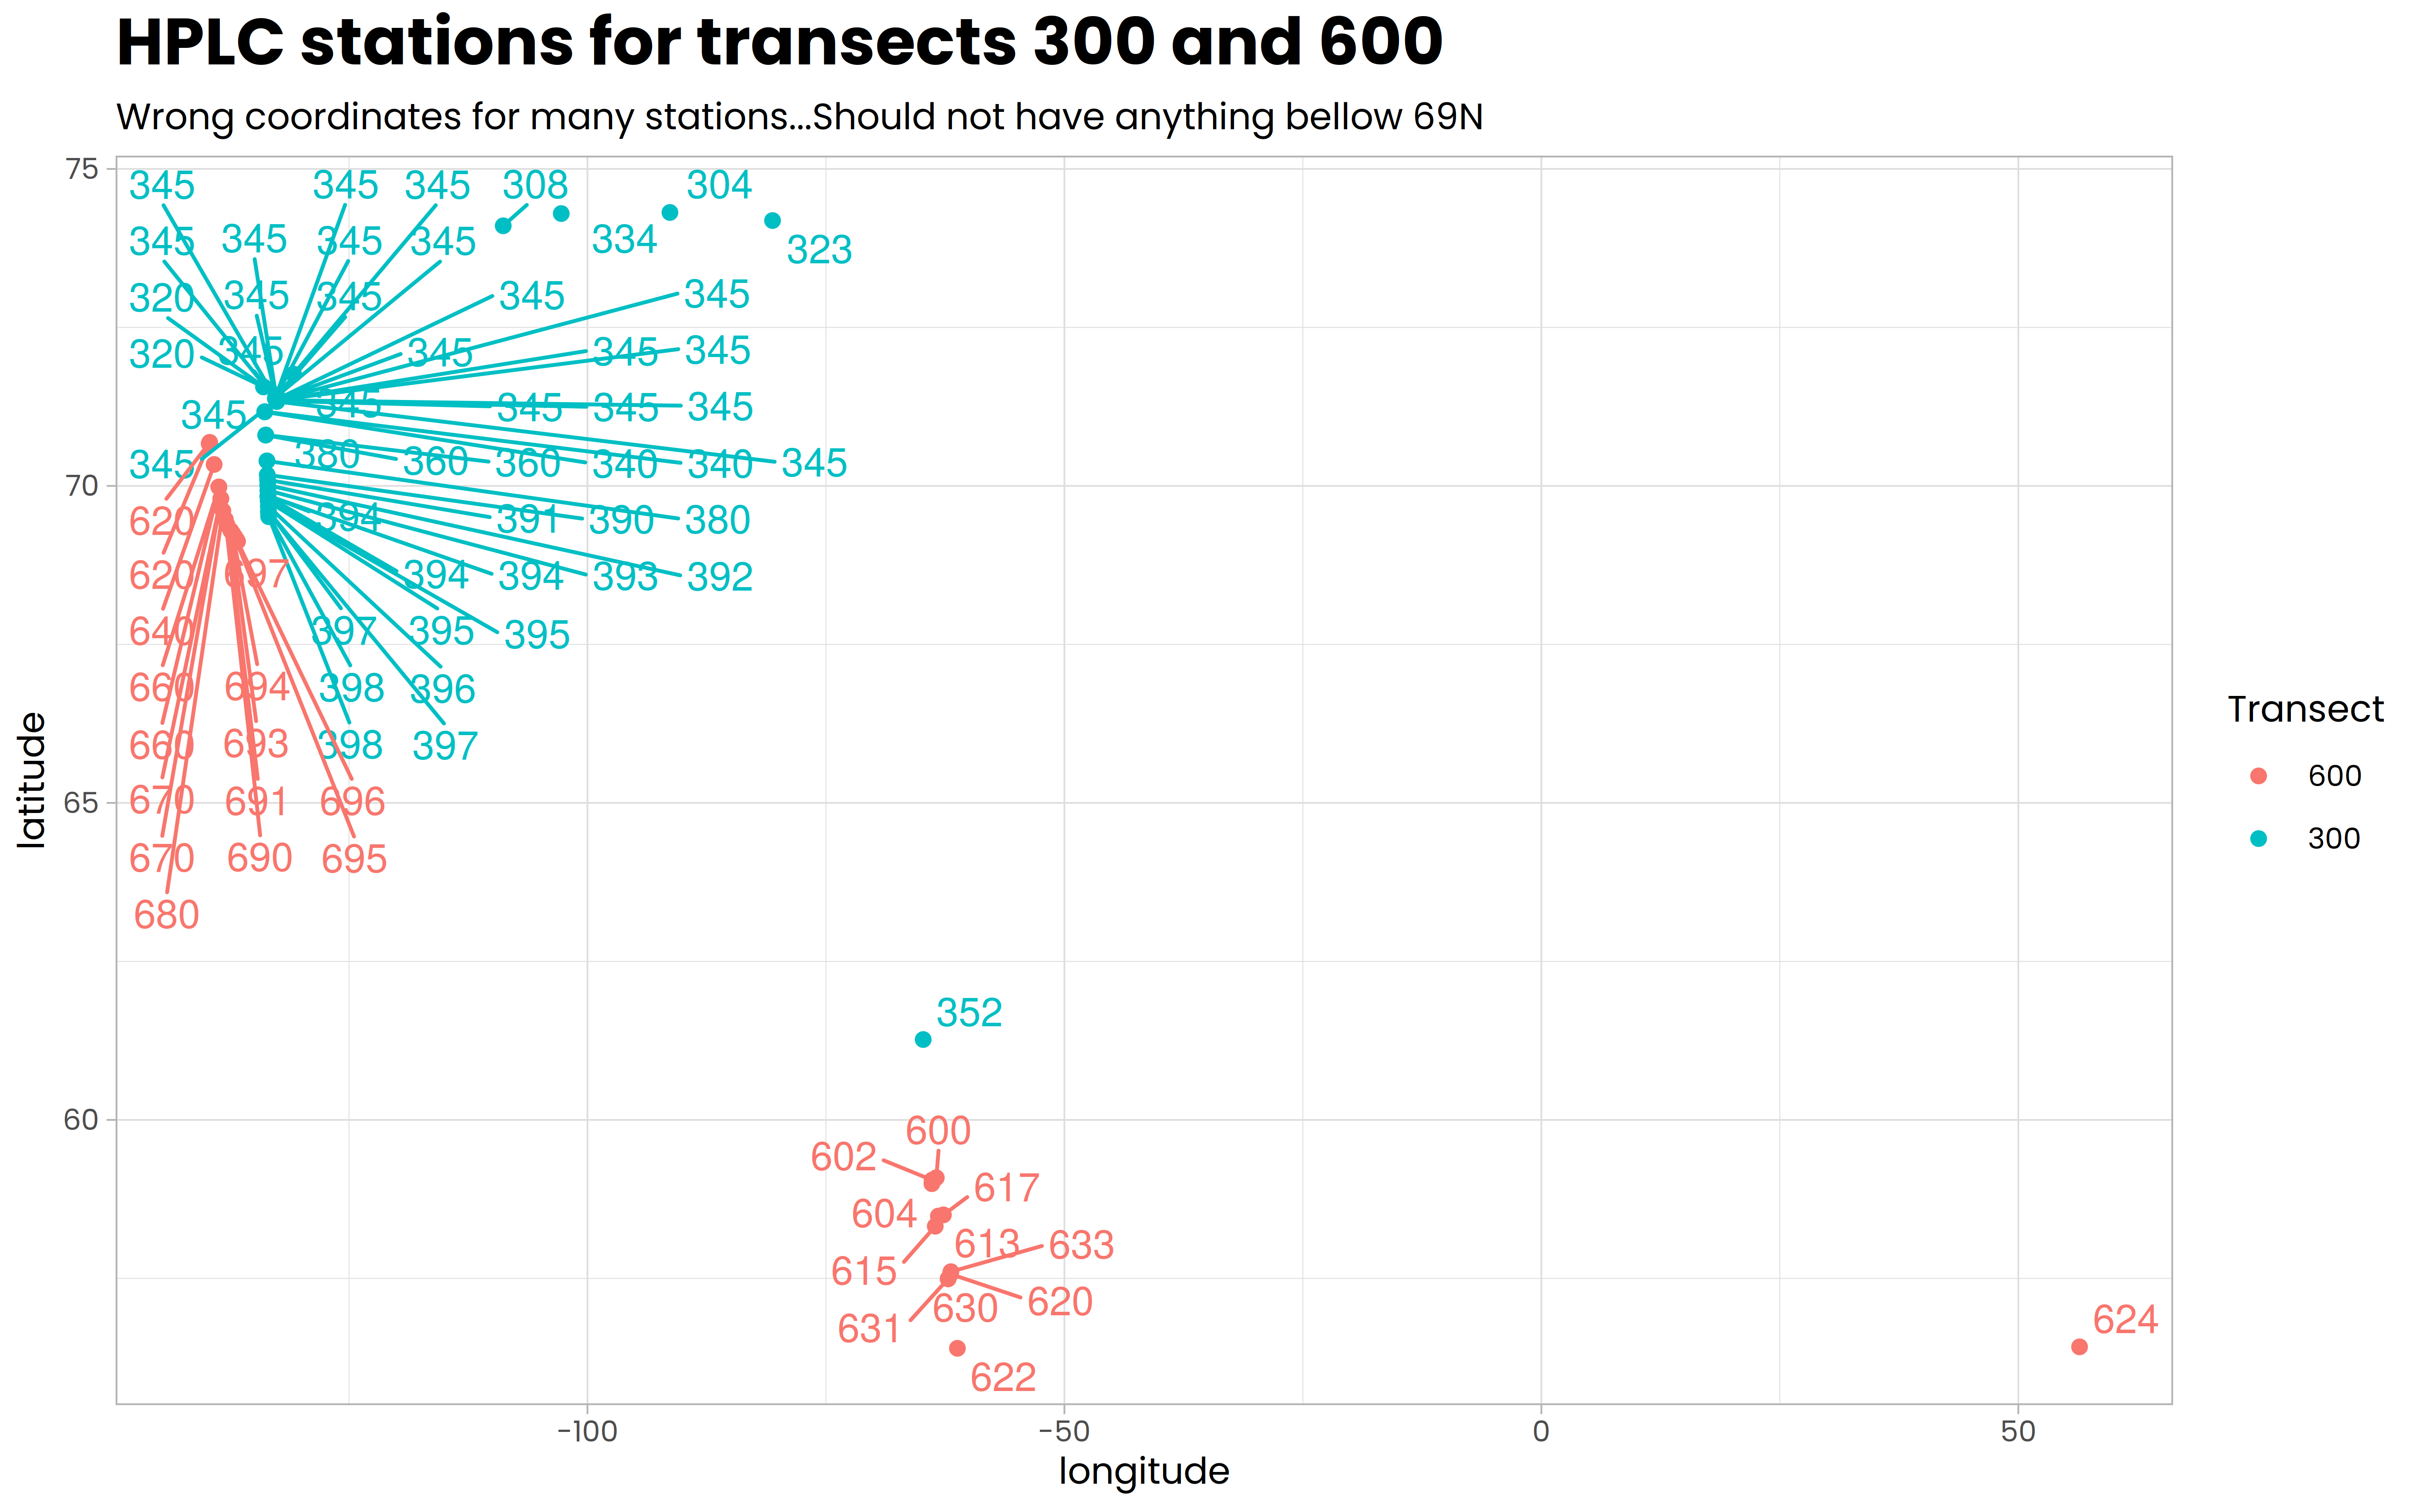 HPLC stations for transects 300 and 600
Wrong coordinates for many stations...Should not have anything bellow 69N
75
345 345 345 308 304
345 345 345 345 334 323
320 345 345 345 345
320 345 345 345 345
345 345 345 345 345
345 380 360 360 340 340 345
70
620 394 391 390 380
620 697 394 394 393 392
640 397 395 395
660 694 398 396
660 693 398 397
670 691 696
65
670 690 695
680
352
60
600
602
617
604
613 633
615
630 620
631
624
622
-100 -50 0 50
longitude
latitude
Transect
600
300